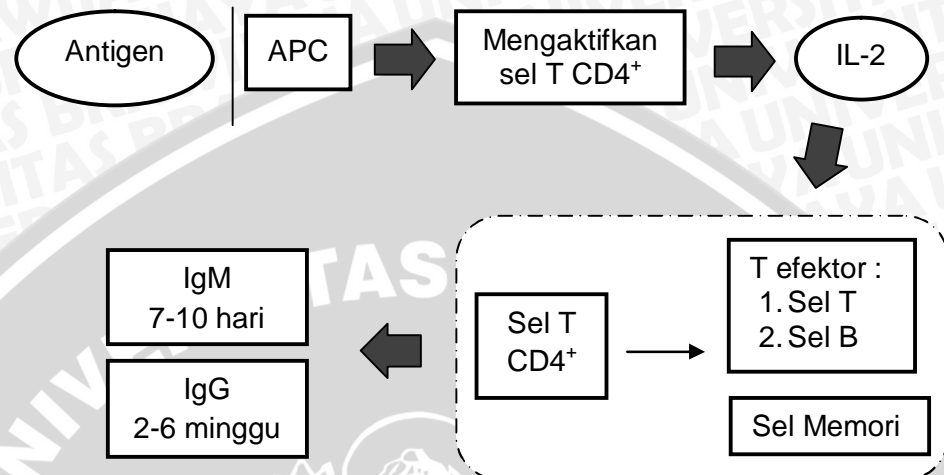 Antigen
APC
Mengaktifkan
sel T CD4⁺
IL-2
IgM
7-10 hari
IgG
2-6 minggu
Sel T
CD4⁺
T efektor :
1. Sel T
2. Sel B
Sel Memori